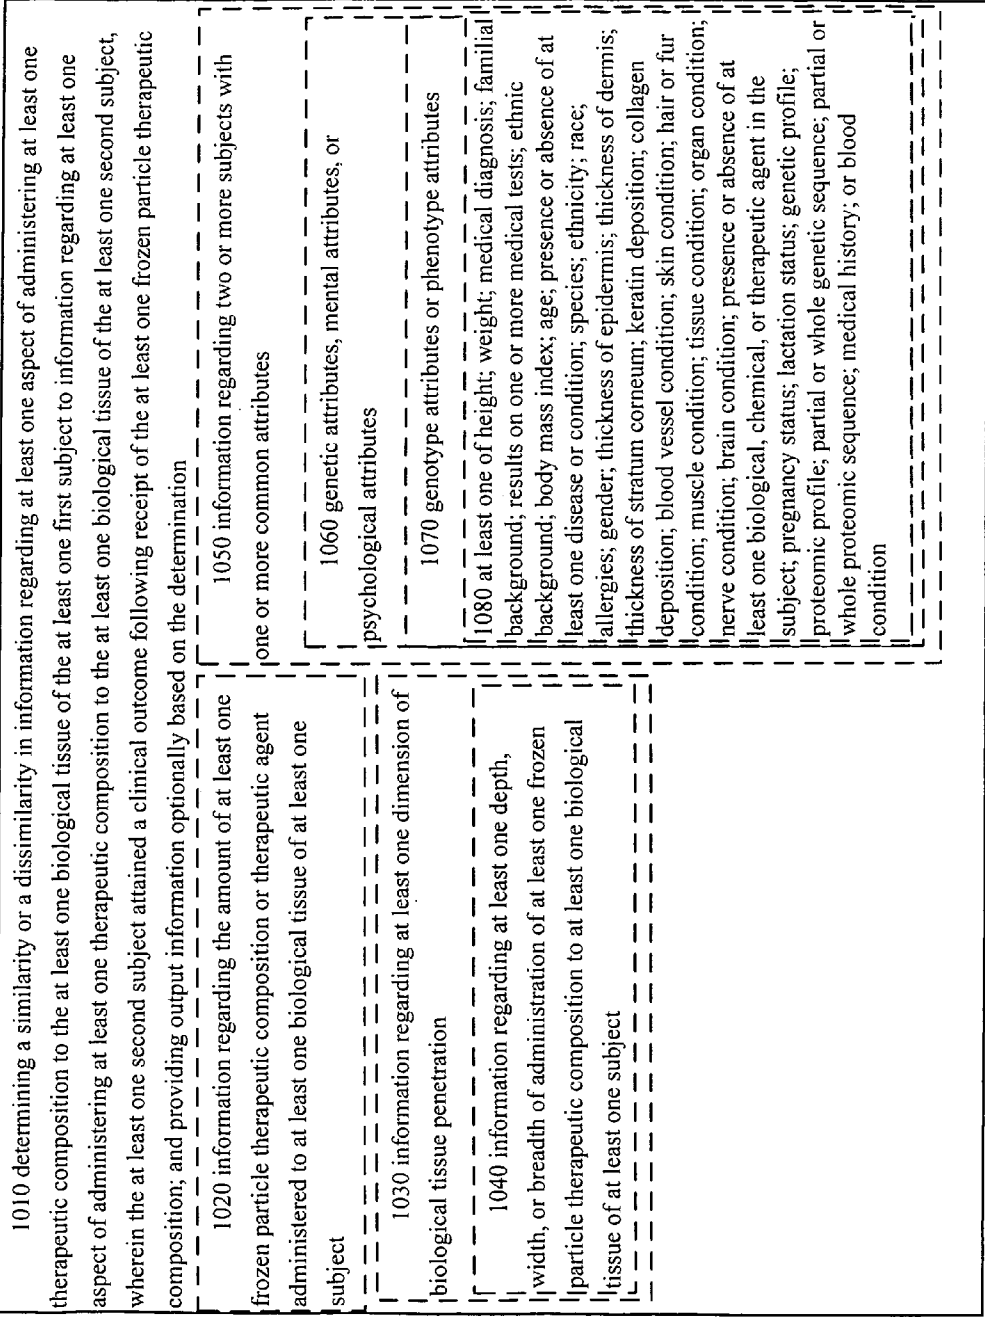 1010 determining a similarity or a dissimilarity in information regarding at least one aspect of administering at least one
therapeutic composition to the at least one biological tissue of the at least one first subject to information regarding at least one
aspect of administering at least one therapeutic composition to the at least one biological tissue of the at least one second subject,
wherein the at least one second subject attained a clinical outcome following receipt of the at least one frozen particle therapeutic
composition; and providing output information optionally based on the determination
1020 information regarding the amount of at least one
frozen particle therapeutic composition or therapeutic agent
administered to at least one biological tissue of at least one
subject
1030 information regarding at least one dimension of
biological tissue penetration
1040 information regarding at least one depth,
width, or breadth of administration of at least one frozen
particle therapeutic composition to at least one biological
tissue of at least one subject
1050 information regarding two or more subjects with
one or more common attributes
1060 genetic attributes, mental attributes, or
psychological attributes
1070 genotype attributes or phenotype attributes
1080 at least one of height; weight; medical diagnosis; familial
background; results on one or more medical tests; ethnic
background; body mass index; age; presence or absence of at
least one disease or condition; species; ethnicity; race;
allergies; gender; thickness of epidermis; thickness of dermis;
thickness of stratum corneum; keratin deposition; collagen
deposition; blood vessel condition; skin condition; hair or fur
condition; muscle condition; tissue condition; organ condition;
nerve condition; brain condition; presence or absence of at
least one biological, chemical, or therapeutic agent in the
subject; pregnancy status; lactation status; genetic profile;
proteomic profile; partial or whole genetic sequence; partial or
whole proteomic sequence; medical history; or blood
condition